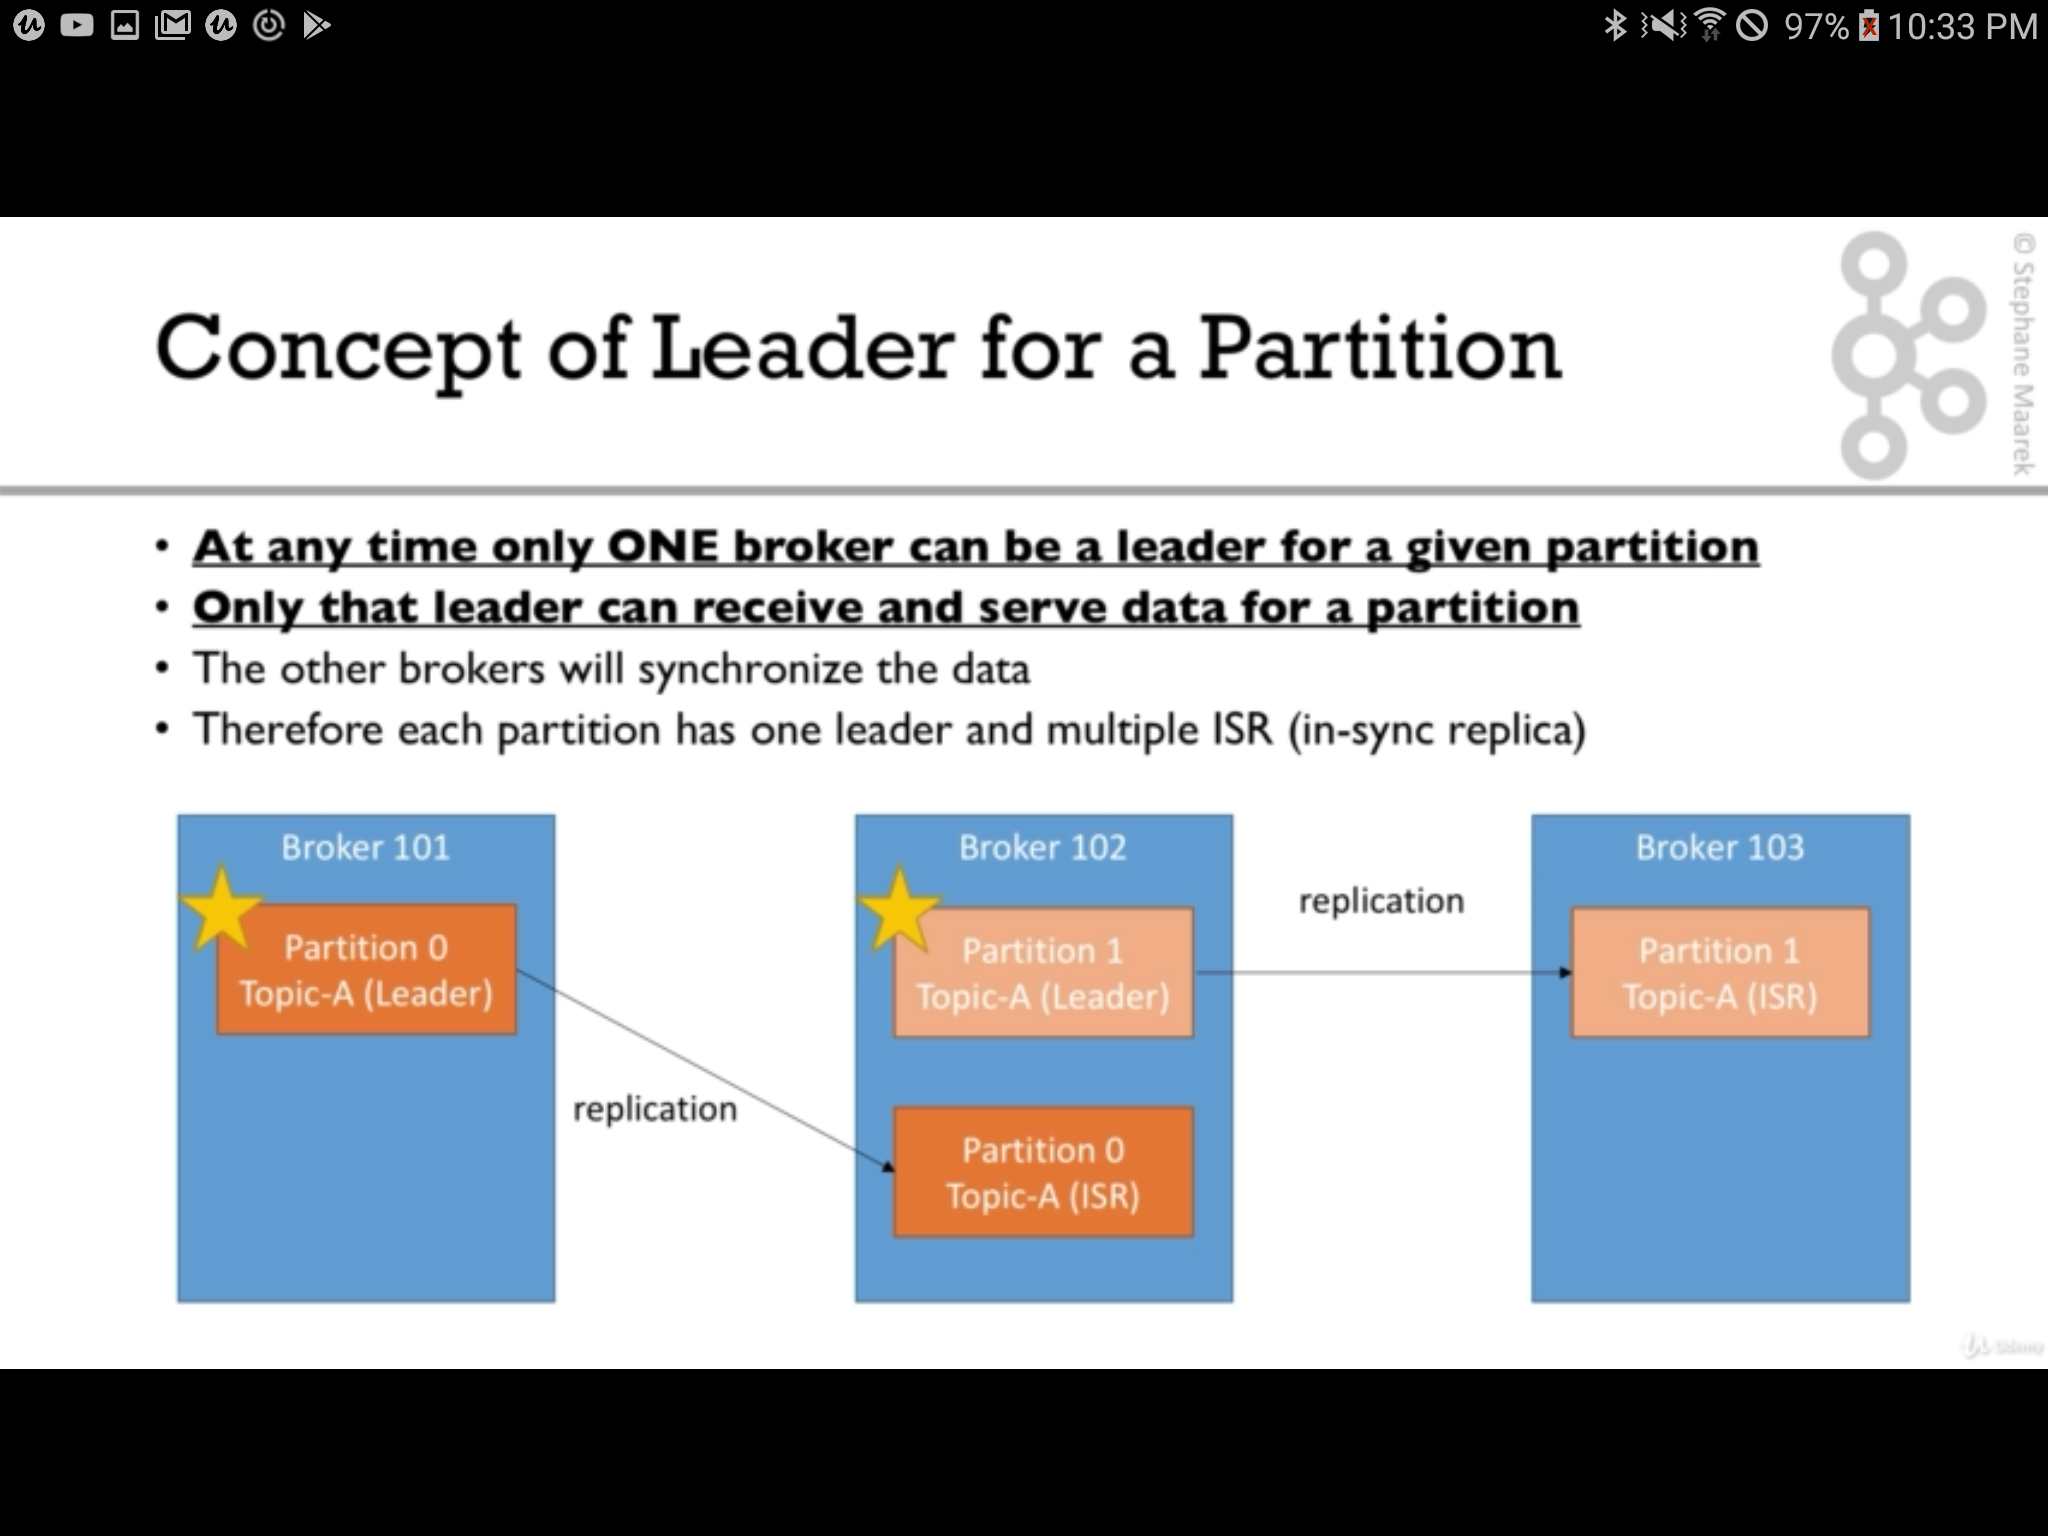 97% 10:33 PM
© Stephane Maarek
Concept of Leader for a Partition
• At any time only ONE broker can be a leader for a given partition
• Only that leader can receive and serve data for a partition
• The other brokers will synchronize the data
• Therefore each partition has one leader and multiple ISR (in-sync replica)
Broker 101
Partition 0
Topic-A (Leader)
replication
Broker 102
Partition 1
Topic-A (Leader)
Partition 0
Topic-A (ISR)
replication
Broker 103
Partition 1
Topic-A (ISR)
Udemy